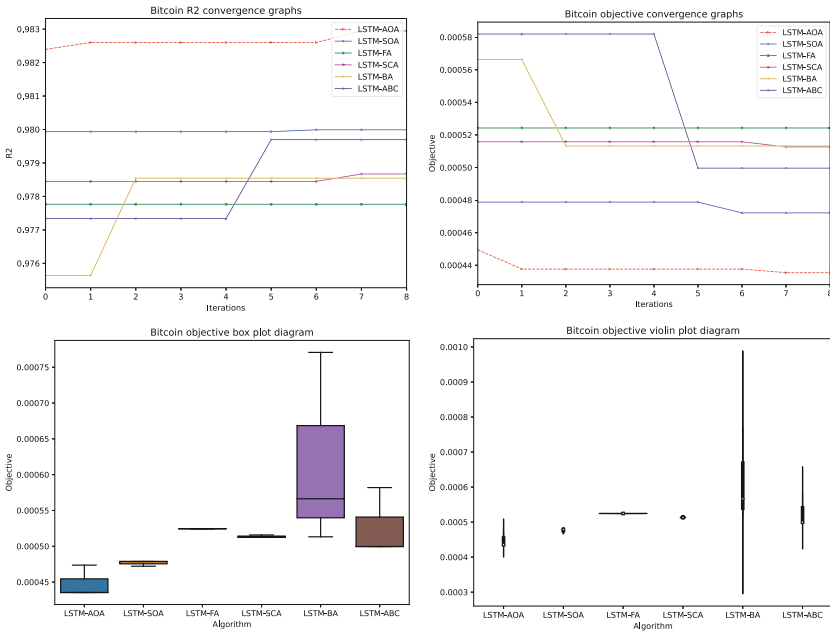 Bitcoin R2 convergence graphs
0.983
0.982
0.981
0.980
0.979
0.978
0.977
0.976
R2
0 1 2 3 4 5 6 7 8
Iterations
LSTM-AOA
LSTM-SOA
LSTM-FA
LSTM-SCA
LSTM-BA
LSTM-ABC
Bitcoin objective convergence graphs
0.00058
0.00056
0.00054
0.00052
0.00050
0.00048
0.00046
0.00044
Objective
0 1 2 3 4 5 6 7 8
Iterations
LSTM-AOA
LSTM-SOA
LSTM-FA
LSTM-SCA
LSTM-BA
LSTM-ABC
Bitcoin objective box plot diagram
0.00075
0.00070
0.00065
0.00060
0.00055
0.00050
0.00045
Objective
LSTM-AOA LSTM-SOA LSTM-FA LSTM-SCA LSTM-BA LSTM-ABC
Algorithm
Bitcoin objective violin plot diagram
0.0010
0.0009
0.0008
0.0007
0.0006
0.0005
0.0004
0.0003
Objective
LSTM-AOA LSTM-SOA LSTM-FA LSTM-SCA LSTM-BA LSTM-ABC
Algorithm